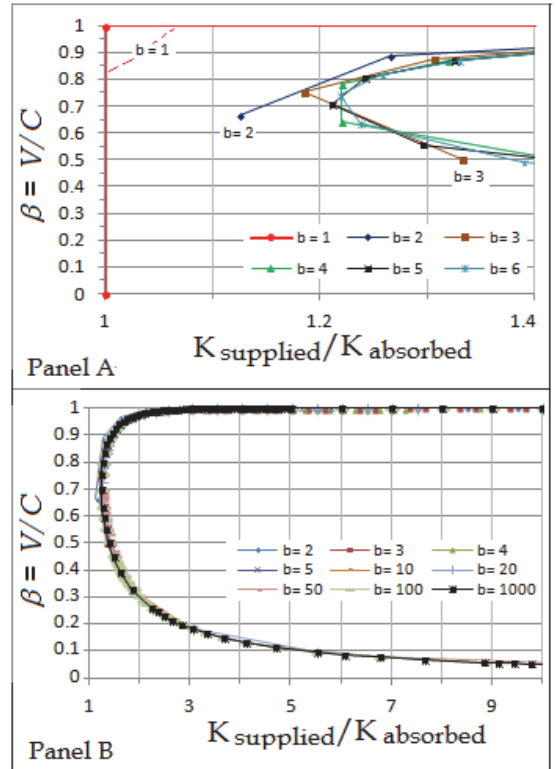 1
0.9
0.8
0.7
0.6
0.5
0.4
0.3
0.2
0.1
0
β = V/C
b = 1
b= 2
b= 3
b= 1 b= 2 b= 3
b= 4 b= 5 b= 6
1 1.2 1.4
K supplied/K absorbed
Panel A
1
0.9
0.8
0.7
0.6
0.5
0.4
0.3
0.2
0.1
0
β = V/C
b= 2 b= 3 b= 4
b= 5 b= 10 b= 20
b= 50 b= 100 b= 1000
1 3 5 7 9
K supplied/K absorbed
Panel B